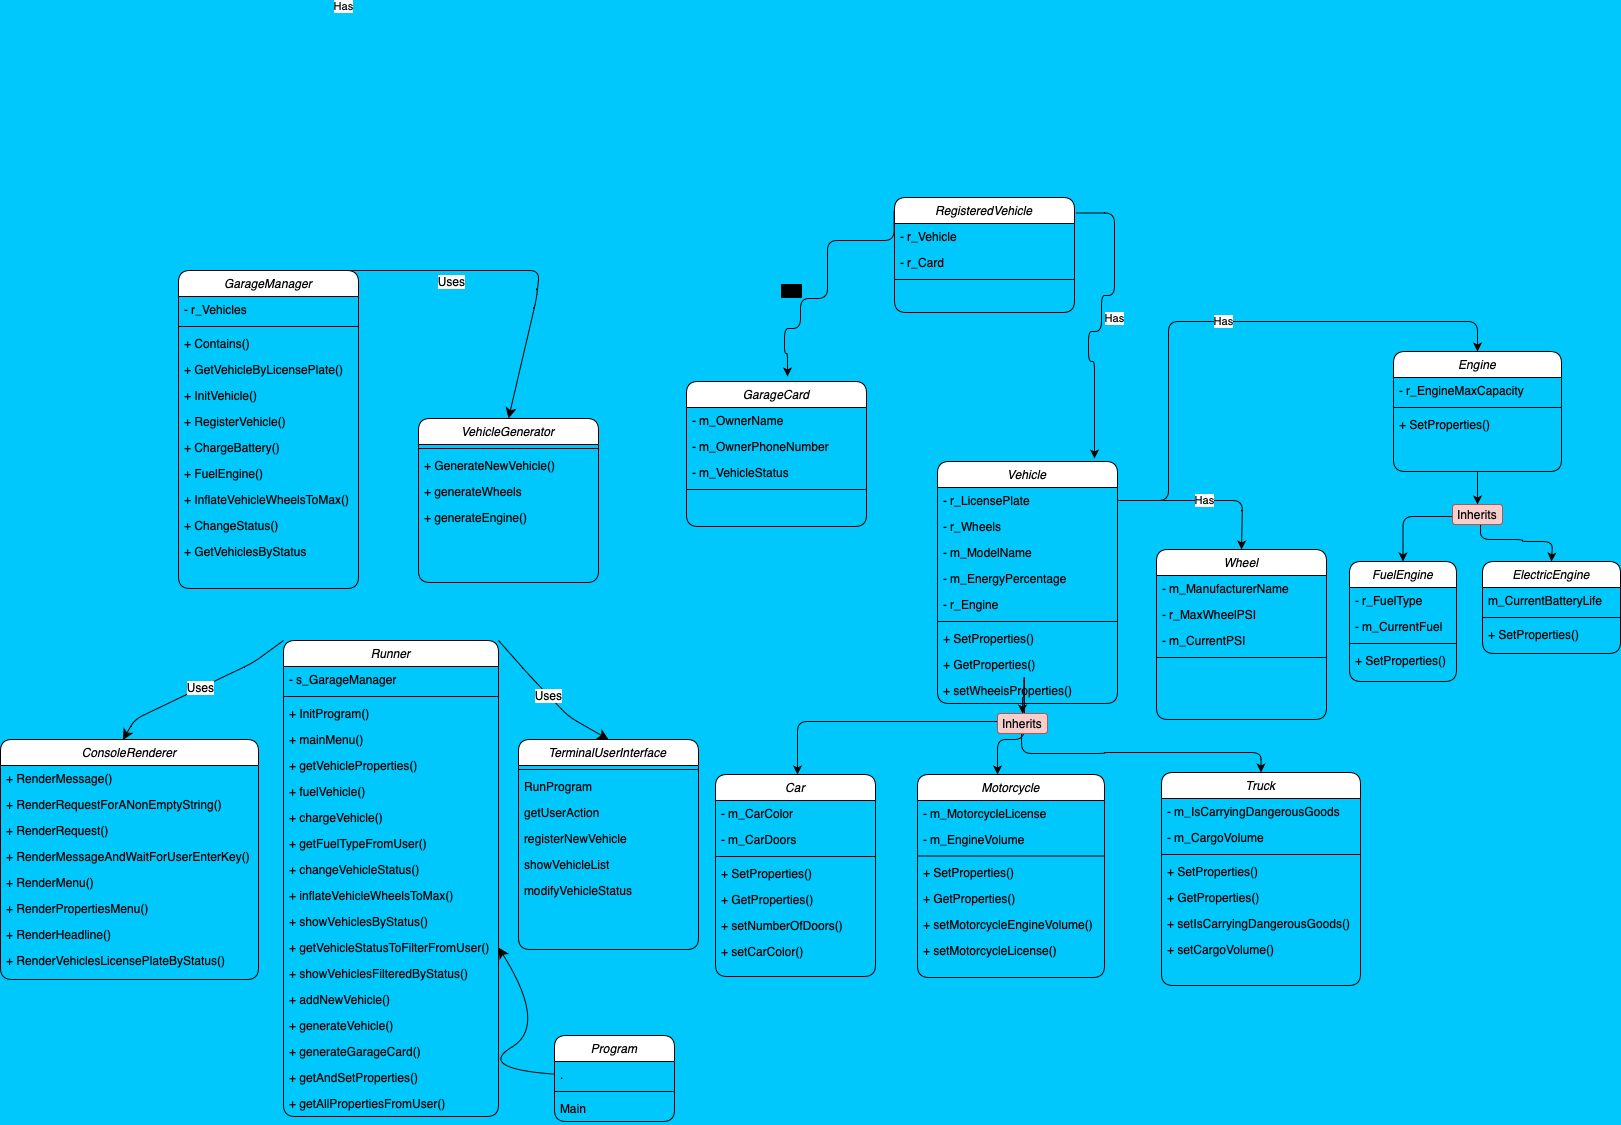 Has
RegisteredVehicle
- r_Vehicle
- r_Card
GarageManager
- r_Vehicles
+ Contains()
+ GetVehicleByLicensePlate()
+ InitVehicle()
+ RegisterVehicle()
+ ChargeBattery()
+ FuelEngine()
+ InflateVehicleWheelsToMax()
+ ChangeStatus()
+ GetVehiclesByStatus
Uses
VehicleGenerator
+ GenerateNewVehicle()
+ generateWheels
+ generateEngine()
GarageCard
- m_OwnerName
- m_OwnerPhoneNumber
- m_VehicleStatus
Has
Has
Engine
- r_EngineMaxCapacity
+ SetProperties()
Vehicle
- r_LicensePlate
- r_Wheels
- m_ModelName
- m_EnergyPercentage
- r_Engine
+ SetProperties()
+ GetProperties()
+ setWheelsProperties()
Has
Wheel
- m_ManufacturerName
- r_MaxWheelPSI
- m_CurrentPSI
Inherits
FuelEngine
- r_FuelType
- m_CurrentFuel
+ SetProperties()
ElectricEngine
m_CurrentBatteryLife
+ SetProperties()
Runner
- s_GarageManager
+ InitProgram()
+ mainMenu()
+ getVehicleProperties()
+ fuelVehicle()
+ chargeVehicle()
+ getFuelTypeFromUser()
+ changeVehicleStatus()
+ inflateVehicleWheelsToMax()
+ showVehiclesByStatus()
+ getVehicleStatusToFilterFromUser()
+ showVehiclesFilteredByStatus()
+ addNewVehicle()
+ generateVehicle()
+ generateGarageCard()
+ getAndSetProperties()
+ getAllPropertiesFromUser()
Uses
Uses
ConsoleRenderer
+ RenderMessage()
+ RenderRequestForANonEmptyString()
+ RenderRequest()
+ RenderMessageAndWaitForUserEnterKey()
+ RenderMenu()
+ RenderPropertiesMenu()
+ RenderHeadline()
+ RenderVehiclesLicensePlateByStatus()
TerminalUserInterface
RunProgram
getUserAction
registerNewVehicle
showVehicleList
modifyVehicleStatus
Inherits
Car
- m_CarColor
- m_CarDoors
+ SetProperties()
+ GetProperties()
+ setNumberOfDoors()
+ setCarColor()
Motorcycle
- m_MotorcycleLicense
- m_EngineVolume
+ SetProperties()
+ GetProperties()
+ setMotorcycleEngineVolume()
+ setMotorcycleLicense()
Truck
- m_IsCarryingDangerousGoods
- m_CargoVolume
+ SetProperties()
+ GetProperties()
+ setIsCarryingDangerousGoods()
+ setCargoVolume()
Program
.
Main